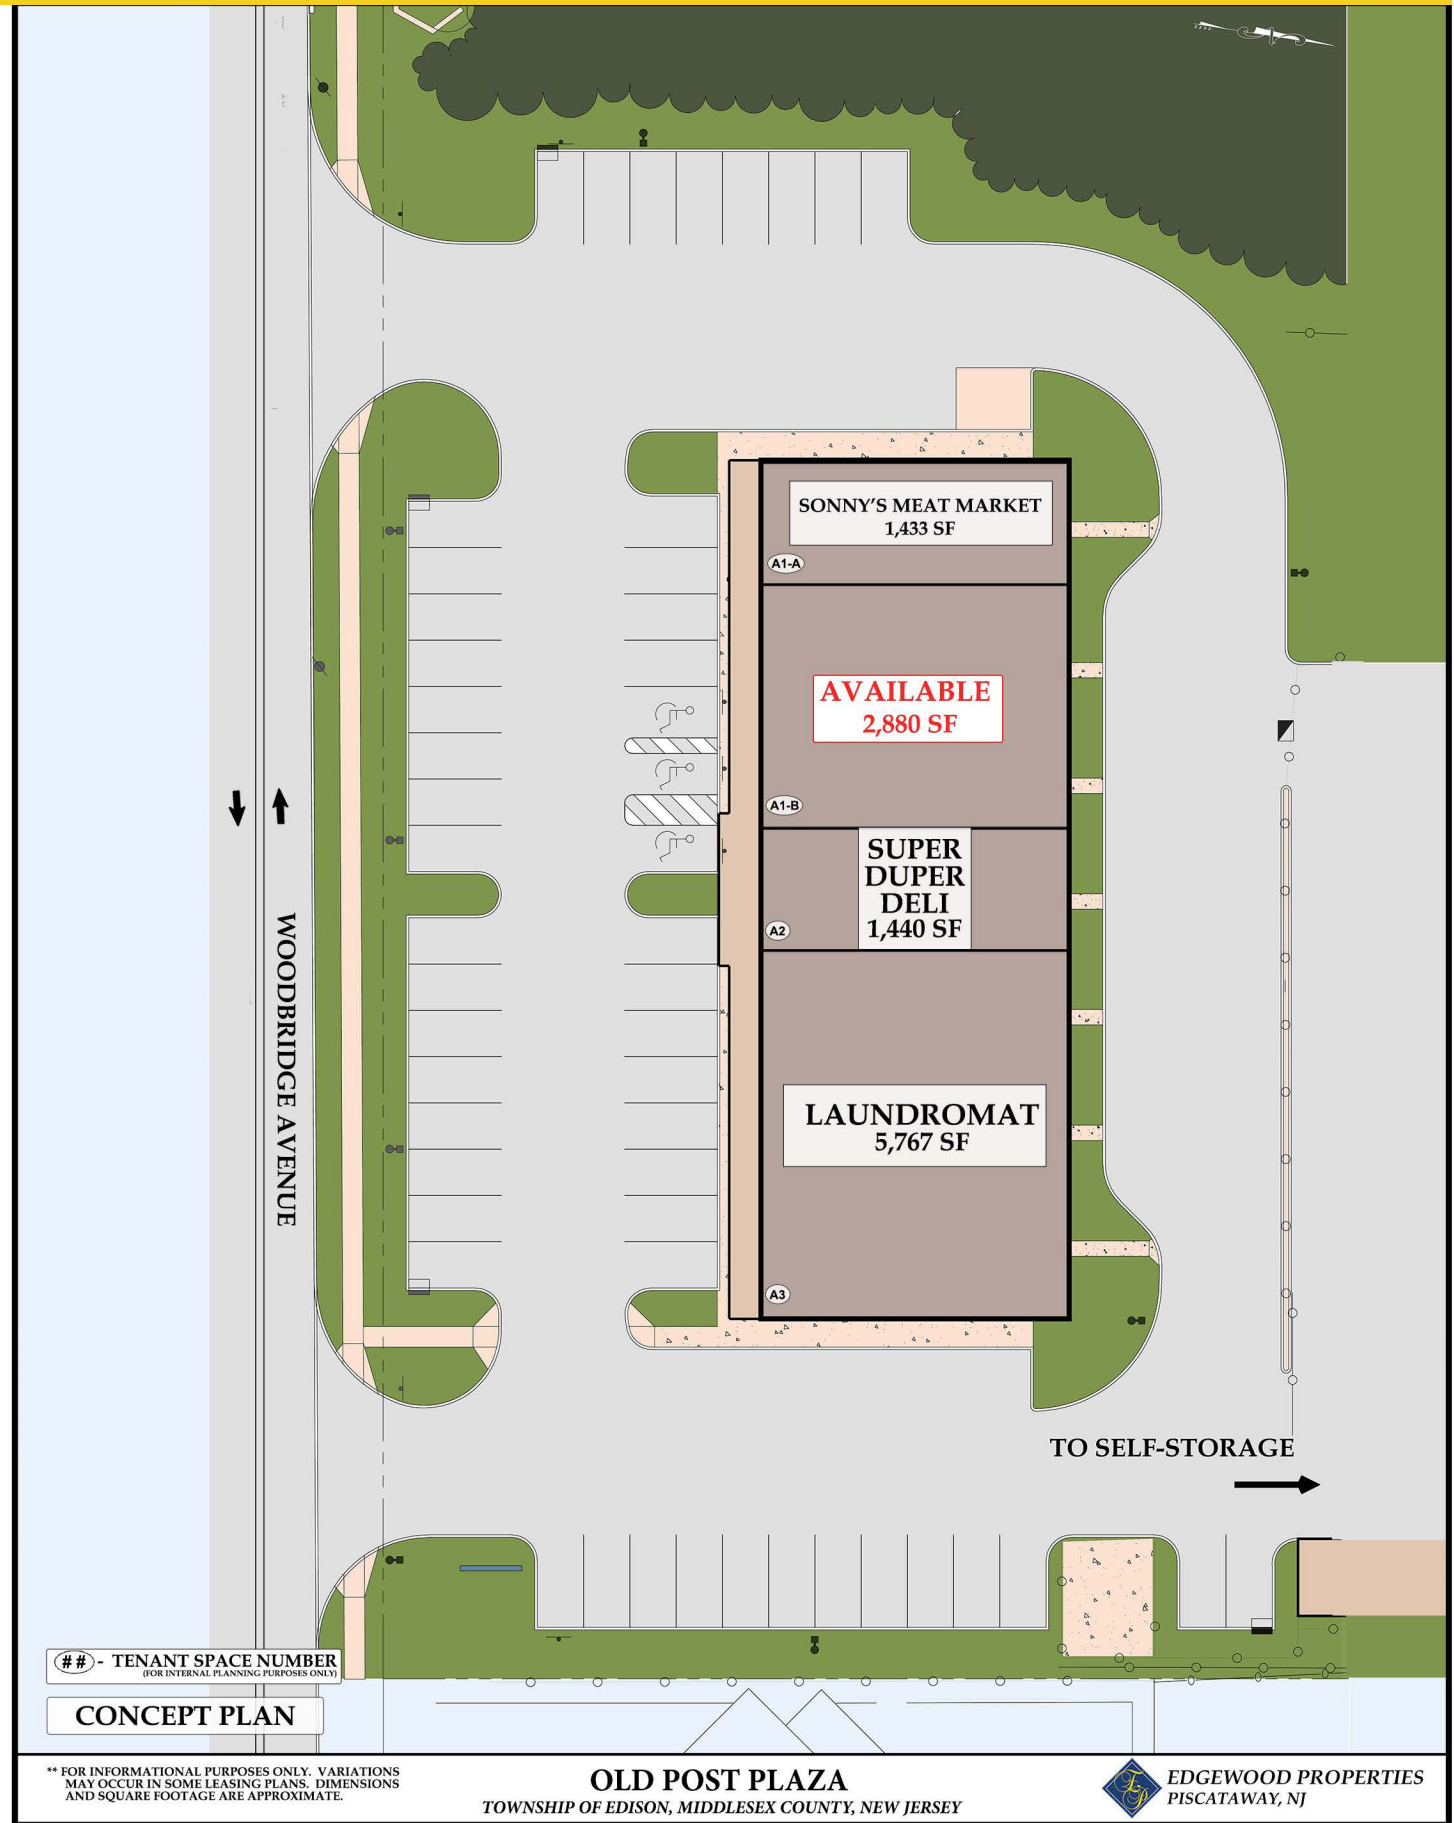 SONNY'S MEAT MARKET
1,433 SF
A1-A
AVAILABLE
2,880 SF
A1-B
SUPER
DUPER
DELI
1,440 SF
A2
LAUNDROMAT
5,767 SF
A3
WOODBRIDGE AVENUE
TO SELF-STORAGE
## - TENANT SPACE NUMBER
(FOR INTERNAL PLANNING PURPOSES ONLY)
CONCEPT PLAN
** FOR INFORMATIONAL PURPOSES ONLY. VARIATIONS
MAY OCCUR IN SOME LEASING PLANS. DIMENSIONS
AND SQUARE FOOTAGE ARE APPROXIMATE.
OLD POST PLAZA
TOWNSHIP OF EDISON, MIDDLESEX COUNTY, NEW JERSEY
EP
EDGEWOOD PROPERTIES
PISCATAWAY, NJ